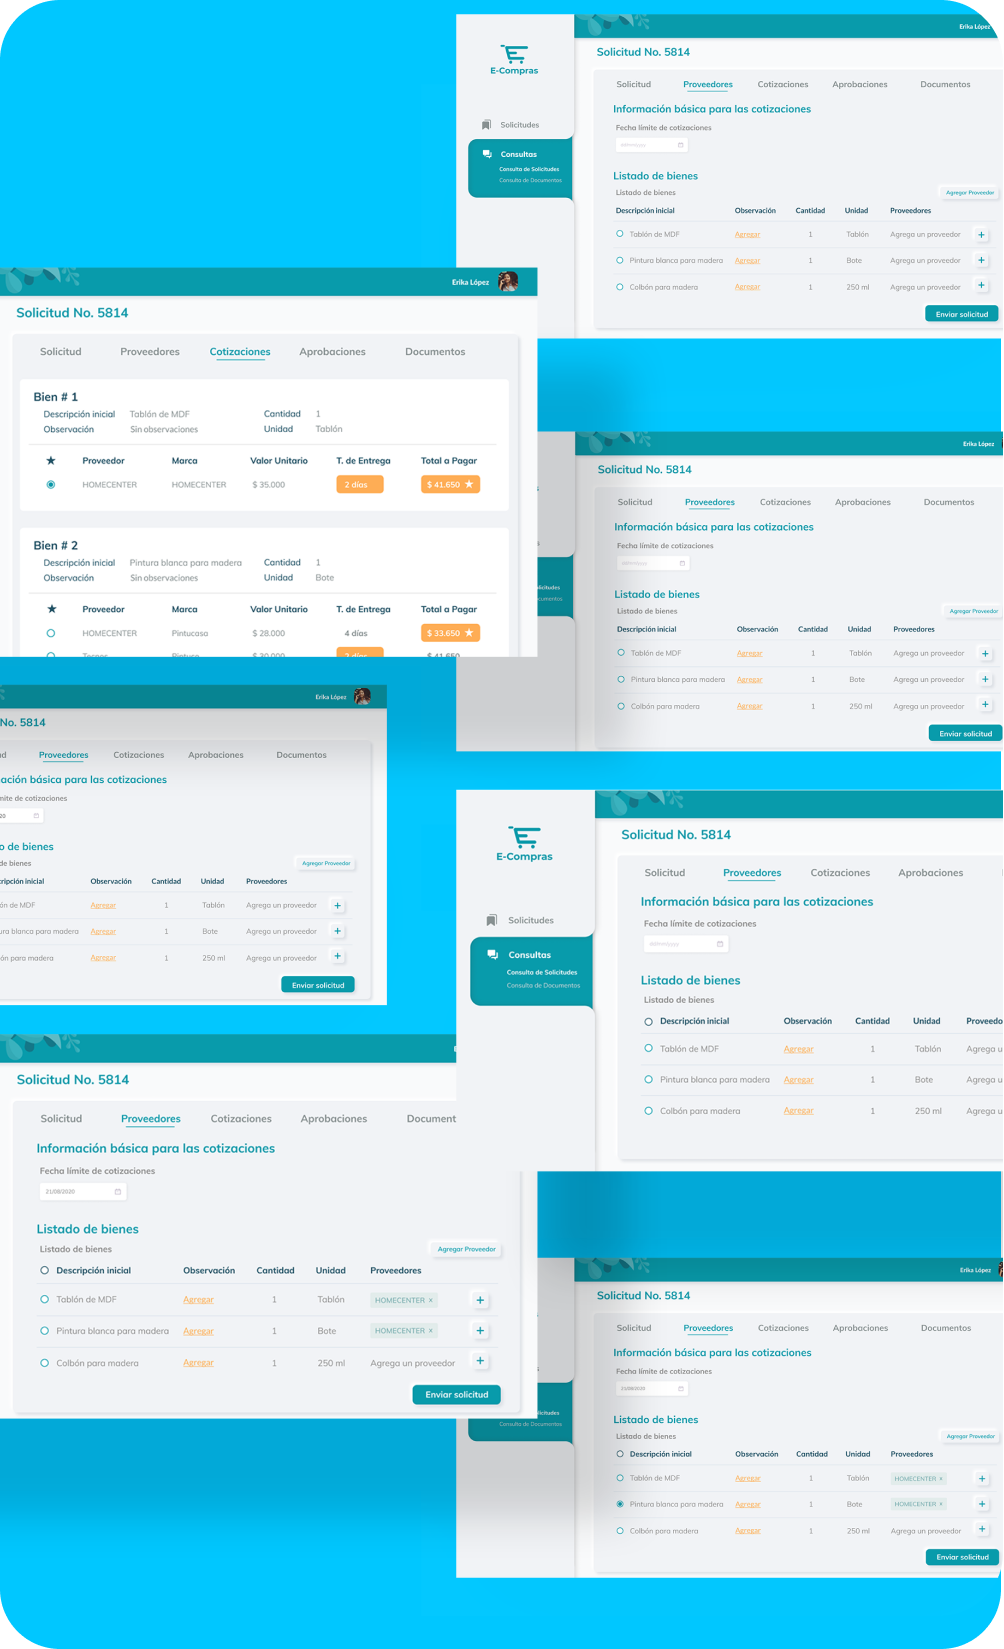 Erika López
Solicitud No. 5814
E-Compras
Solicitud Proveedores Cotizaciones Aprobaciones Documentos
Información básica para las cotizaciones
Solicitudes
Fecha límite de cotizaciones
Consultas
Consulta de Solicitudes
Consulta de Documentos
Listado de bienes
Listado de bienes
Agregar Proveedor
Descripción inicial Observación Cantidad Unidad Proveedores
Tablón de MDF Agregar 1 Tablón Agrega un proveedor +
Pintura blanca para madera Agregar 1 Bote Agrega un proveedor +
Colbón para madera Agregar 1 250 ml Agrega un proveedor +
Enviar solicitud
Erika López
Solicitud No. 5814
Solicitud Proveedores Cotizaciones Aprobaciones Documentos
Bien # 1
Descripción inicial Tablón de MDF Cantidad 1
Observación Sin observaciones Unidad Tablón
Proveedor Marca Valor Unitario T. de Entrega Total a Pagar
HOMECENTER HOMECENTER $ 35.000 2 días $ 41.650
Bien # 2
Descripción inicial Pintura blanca para madera Cantidad 1
Observación Sin observaciones Unidad Bote
Proveedor Marca Valor Unitario T. de Entrega Total a Pagar
HOMECENTER Pintucasa $ 28.000 4 días $ 33.650
Erika López
Solicitud No. 5814
Solicitud Proveedores Cotizaciones Aprobaciones Documentos
Información básica para las cotizaciones
Fecha límite de cotizaciones
Listado de bienes
Listado de bienes
Agregar Proveedor
Descripción inicial Observación Cantidad Unidad Proveedores
Tablón de MDF Agregar 1 Tablón Agrega un proveedor +
Pintura blanca para madera Agregar 1 Bote Agrega un proveedor +
Colbón para madera Agregar 1 250 ml Agrega un proveedor +
Enviar solicitud
Erika López
No. 5814
ud Proveedores Cotizaciones Aprobaciones Documentos
ación básica para las cotizaciones
mite de cotizaciones
20
o de bienes
de bienes
Agregar Proveedor
ripción inicial Observación Cantidad Unidad Proveedores
ón de MDF Agregar 1 Tablón Agrega un proveedor +
ura blanca para madera Agregar 1 Bote Agrega un proveedor +
ón para madera Agregar 1 250 ml Agrega un proveedor +
Enviar solicitud
Solicitud No. 5814
E-Compras
Solicitud Proveedores Cotizaciones Aprobaciones
Información básica para las cotizaciones
Solicitudes
Fecha límite de cotizaciones
Consultas
Consulta de Solicitudes
Consulta de Documentos
Listado de bienes
Listado de bienes
Descripción inicial Observación Cantidad Unidad Proveedo
Tablón de MDF Agregar 1 Tablón Agrega u
Pintura blanca para madera Agregar 1 Bote Agrega u
Colbón para madera Agregar 1 250 ml Agrega u
Solicitud No. 5814
Solicitud Proveedores Cotizaciones Aprobaciones Document
Información básica para las cotizaciones
Fecha límite de cotizaciones
21/08/2020
Listado de bienes
Listado de bienes
Agregar Proveedor
Descripción inicial Observación Cantidad Unidad Proveedores
Tablón de MDF Agregar 1 Tablón HOMECENTER × +
Pintura blanca para madera Agregar 1 Bote HOMECENTER × +
Colbón para madera Agregar 1 250 ml Agrega un proveedor +
Enviar solicitud
Erika López
Solicitud No. 5814
Solicitud Proveedores Cotizaciones Aprobaciones Documentos
Información básica para las cotizaciones
Fecha límite de cotizaciones
21/08/2020
Consulta de Documentos
Listado de bienes
Listado de bienes
Agregar Proveedor
Descripción inicial Observación Cantidad Unidad Proveedores
Tablón de MDF Agregar 1 Tablón HOMECENTER × +
Pintura blanca para madera Agregar 1 Bote HOMECENTER × +
Colbón para madera Agregar 1 250 ml Agrega un proveedor +
Enviar solicitud